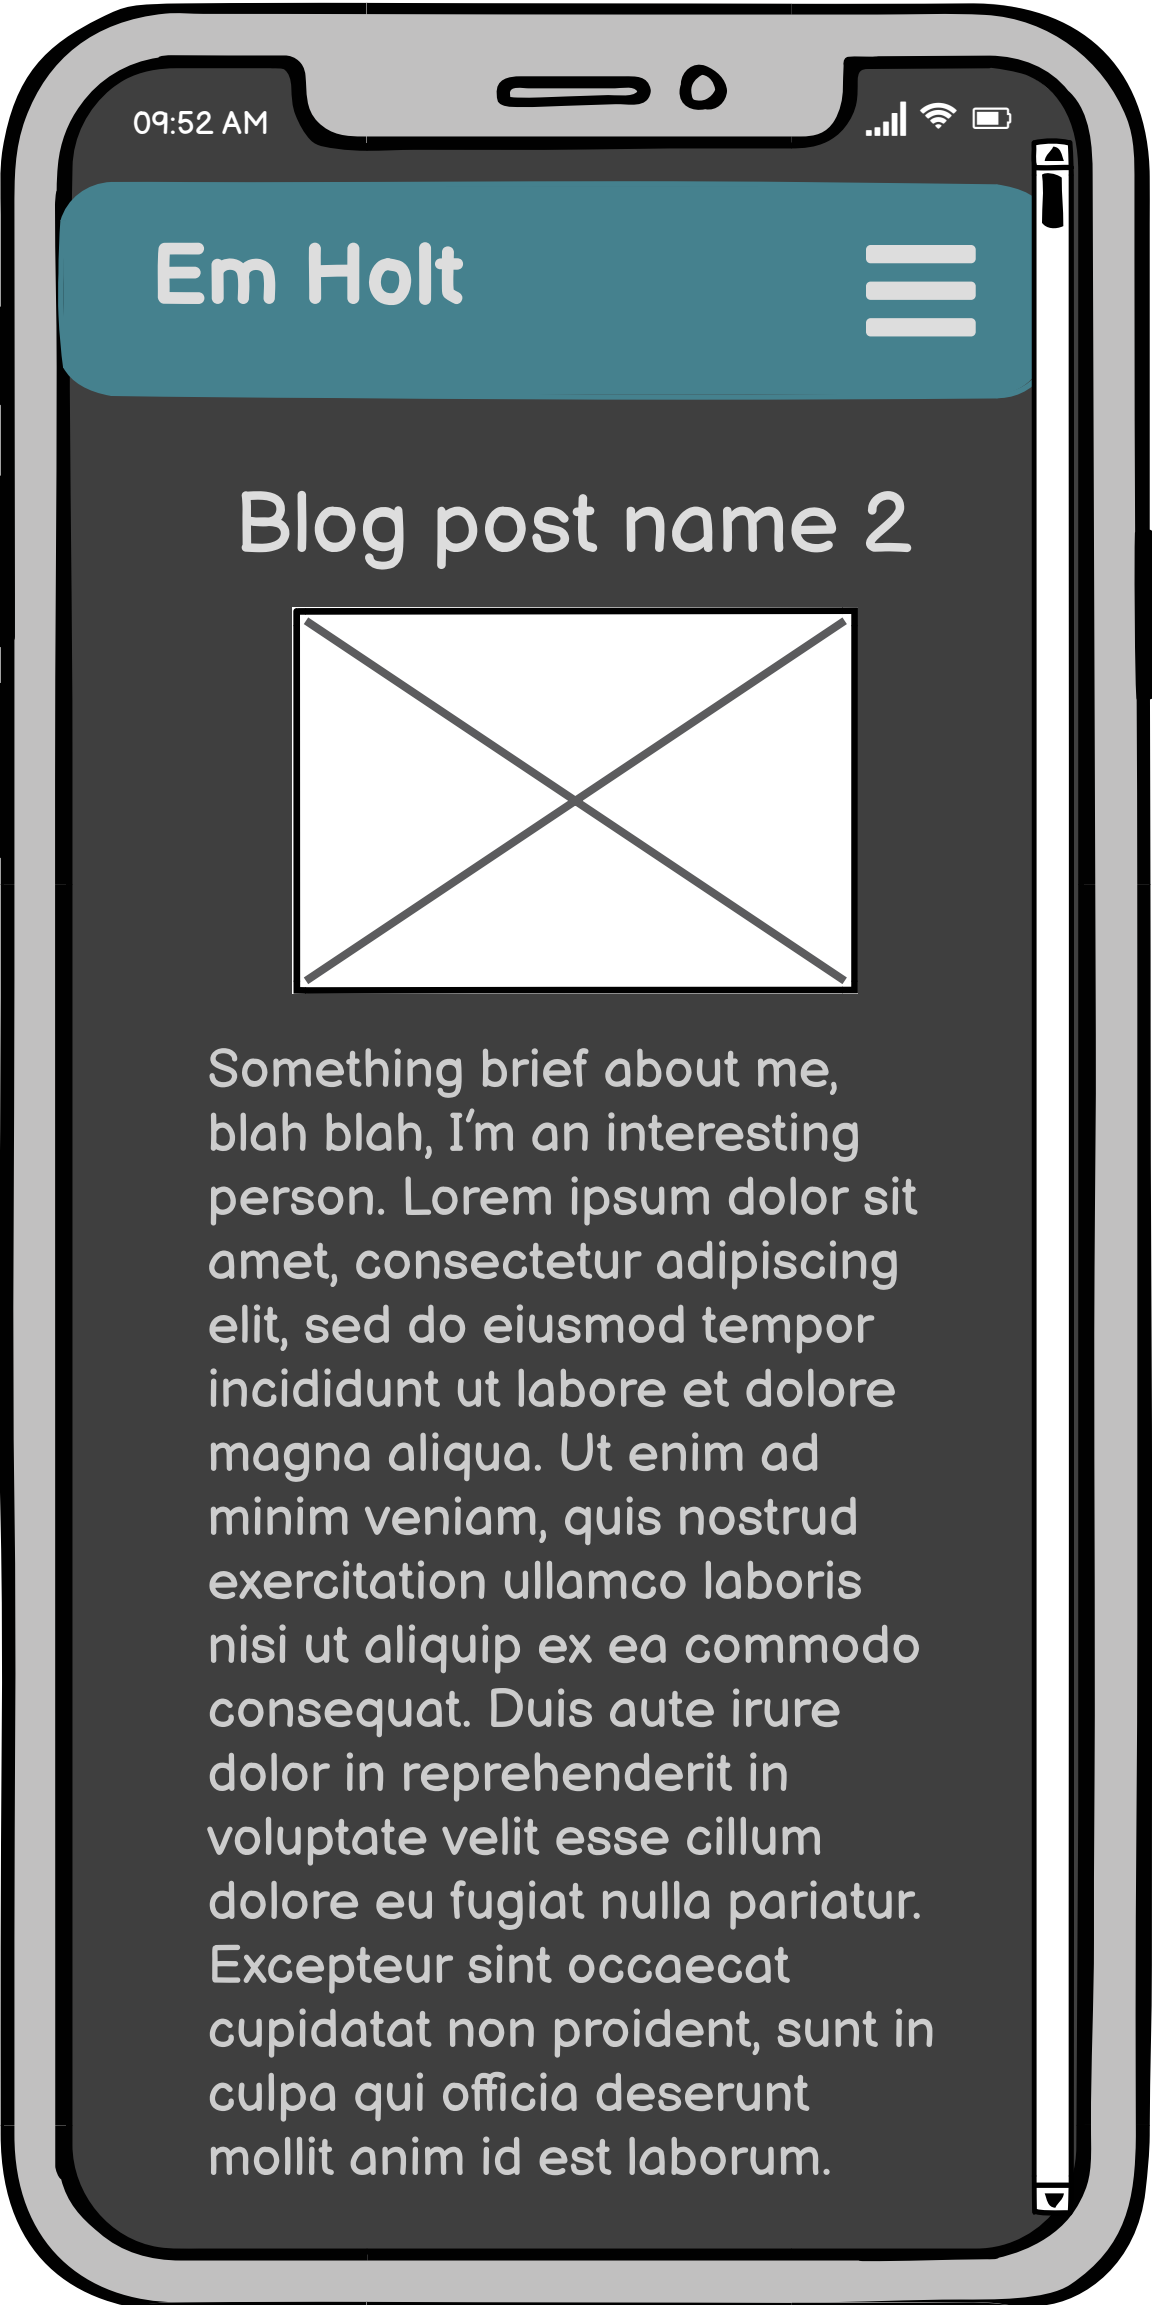 09:52 AM
Em Holt
Blog post name 2
Something brief about me,
blah blah, I'm an interesting
person. Lorem ipsum dolor sit
amet, consectetur adipiscing
elit, sed do eiusmod tempor
incididunt ut labore et dolore
magna aliqua. Ut enim ad
minim veniam, quis nostrud
exercitation ullamco laboris
nisi ut aliquip ex ea commodo
consequat. Duis aute irure
dolor in reprehenderit in
voluptate velit esse cillum
dolore eu fugiat nulla pariatur.
Excepteur sint occaecat
cupidatat non proident, sunt in
culpa qui officia deserunt
mollit anim id est laborum.